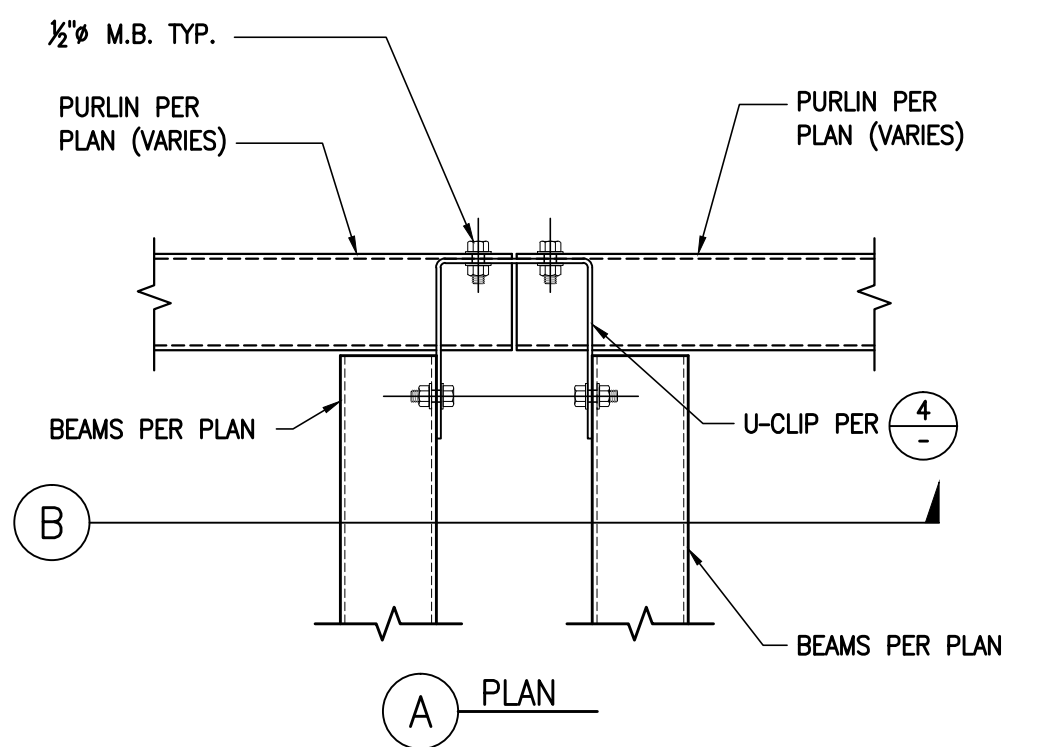 ½"ø M.B. TYP.
PURLIN PER
PLAN (VARIES)
PURLIN PER
PLAN (VARIES)
BEAMS PER PLAN
U-CLIP PER
4
-
B
BEAMS PER PLAN
A
PLAN